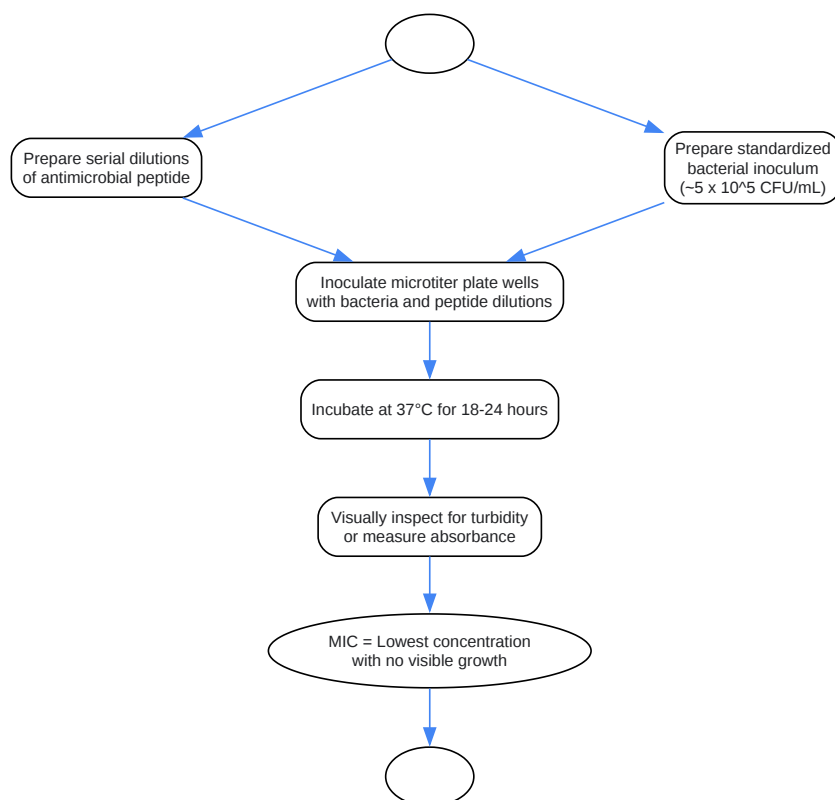 Prepare serial dilutions
of antimicrobial peptide
Prepare standardized
bacterial inoculum
(~5 x 10^5 CFU/mL)
Inoculate microtiter plate wells
with bacteria and peptide dilutions
Incubate at 37°C for 18-24 hours
Visually inspect for turbidity
or measure absorbance
MIC = Lowest concentration
with no visible growth